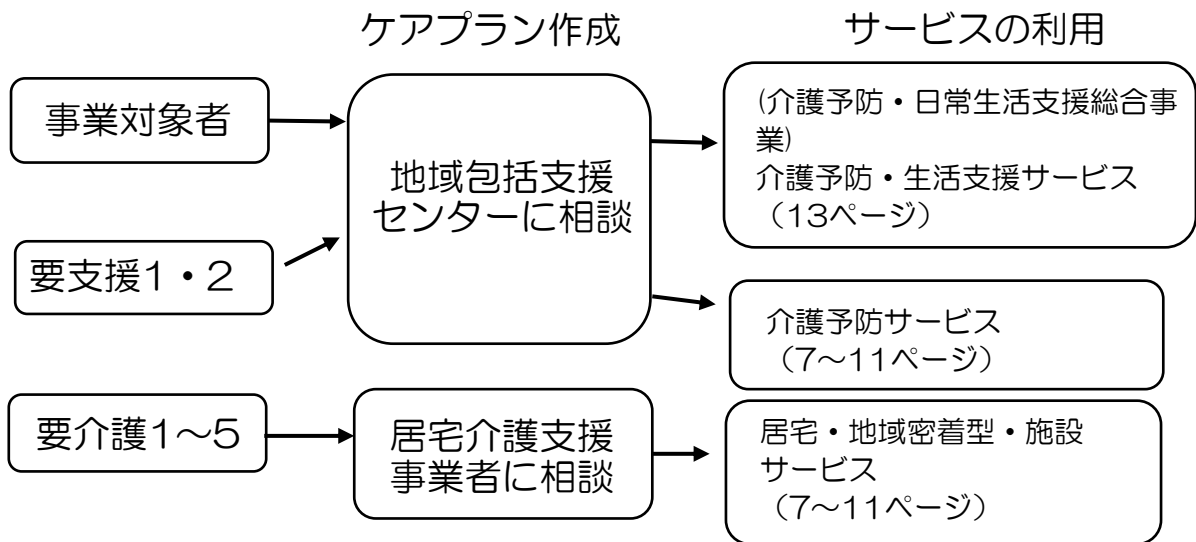 ケアプラン作成
サービスの利用
事業対象者
要支援1・2
地域包括支援
センターに相談
(介護予防・日常生活支援総合事
業)
介護予防・生活支援サービス
（13ページ）
介護予防サービス
（7～11ページ）
要介護1～5
居宅介護支援
事業者に相談
居宅・地域密着型・施設
サービス
（7～11ページ）